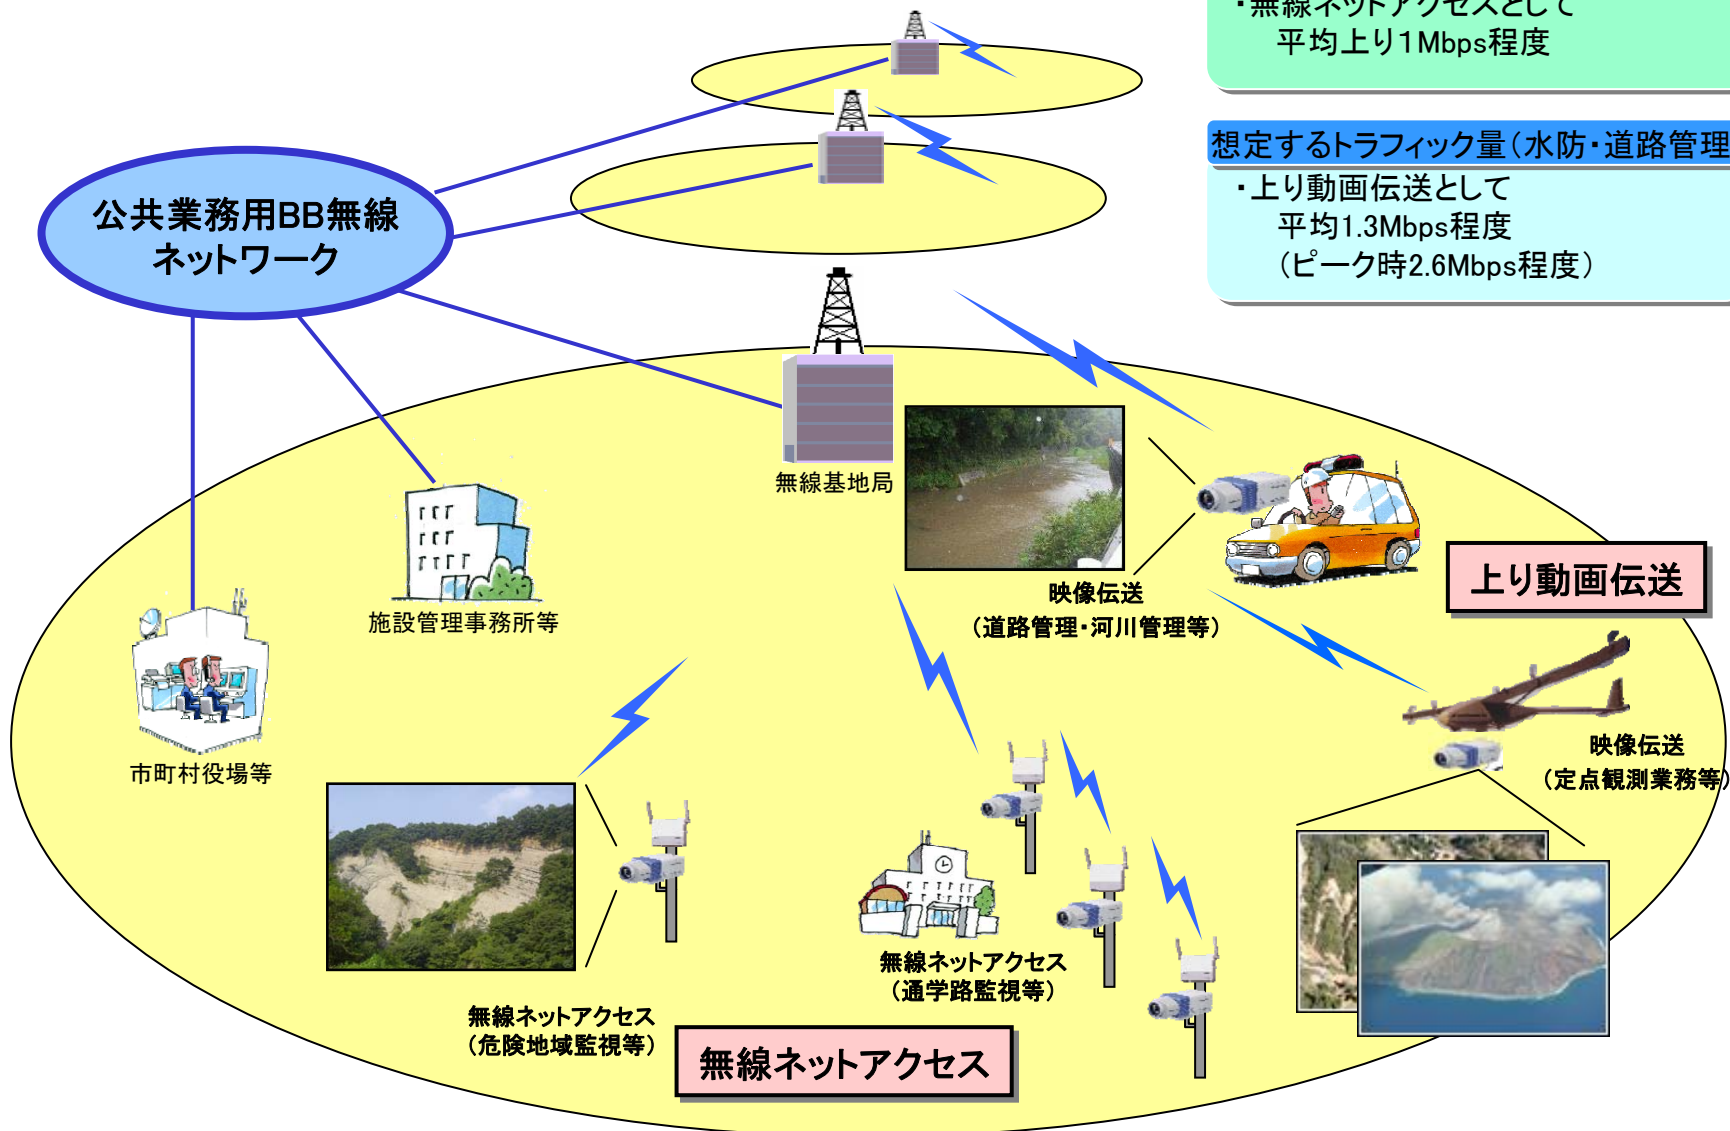 ・無線ネットアクセスとして
平均上り1Mbps程度
想定するトラフィック量（水防・道路管理
・上り動画伝送として
平均1.3Mbps程度
（ピーク時2.6Mbps程度）
公共業務用BB無線
ネットワーク
無線基地局
施設管理事務所等
市町村役場等
映像伝送
（道路管理・河川管理等）
上り動画伝送
映像伝送
（定点観測業務等）
無線ネットアクセス
（通学路監視等）
無線ネットアクセス
（危険地域監視等）
無線ネットアクセス